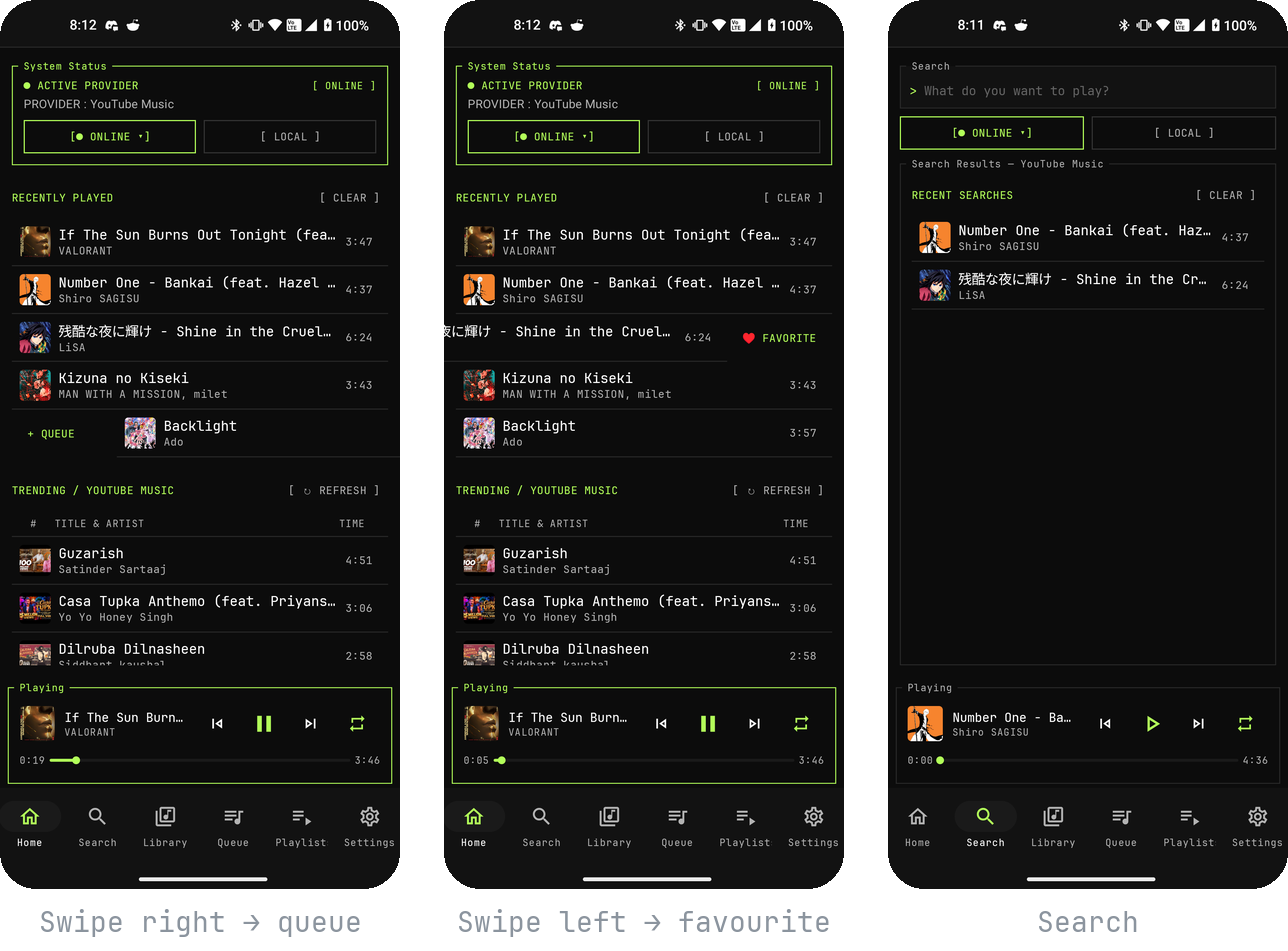 8:12 100%
System Status
ACTIVE PROVIDER [ ONLINE ]
PROVIDER : YouTube Music
[● ONLINE ▾] [ LOCAL ]
RECENTLY PLAYED [ CLEAR ]
If The Sun Burns Out Tonight (fea… 3:47
VALORANT
Number One - Bankai (feat. Hazel … 4:37
Shiro SAGISU
残酷な夜に輝け - Shine in the Cruel… 6:24
LiSA
Kizuna no Kiseki 3:43
MAN WITH A MISSION, milet
+ QUEUE Backlight
Ado
TRENDING / YOUTUBE MUSIC [ ↻ REFRESH ]
# TITLE & ARTIST TIME
Guzarish 4:51
Satinder Sartaaj
Casa Tupka Anthemo (feat. Priyans… 3:06
Yo Yo Honey Singh
Dilruba Dilnasheen 2:58
Siddhant kaushal
Playing
If The Sun Burn…
VALORANT
0:19 3:46
Home Search Library Queue Playlist Settings
Swipe right → queue
8:12 100%
System Status
ACTIVE PROVIDER [ ONLINE ]
PROVIDER : YouTube Music
[● ONLINE ▾] [ LOCAL ]
RECENTLY PLAYED [ CLEAR ]
If The Sun Burns Out Tonight (fea… 3:47
VALORANT
Number One - Bankai (feat. Hazel … 4:37
Shiro SAGISU
夜に輝け - Shine in the Cruel… 6:24 ❤ FAVORITE
Kizuna no Kiseki 3:43
MAN WITH A MISSION, milet
Backlight 3:57
Ado
TRENDING / YOUTUBE MUSIC [ ↻ REFRESH ]
# TITLE & ARTIST TIME
Guzarish 4:51
Satinder Sartaaj
Casa Tupka Anthemo (feat. Priyans… 3:06
Yo Yo Honey Singh
Dilruba Dilnasheen 2:58
Siddhant kaushal
Playing
If The Sun Burn…
VALORANT
0:05 3:46
Home Search Library Queue Playlist Settings
Swipe left → favourite
8:11 100%
Search
> What do you want to play?
[● ONLINE ▾] [ LOCAL ]
Search Results — YouTube Music
RECENT SEARCHES [ CLEAR ]
Number One - Bankai (feat. Haz… 4:37
Shiro SAGISU
残酷な夜に輝け - Shine in the Cr… 6:24
LiSA
Playing
Number One - Ba…
Shiro SAGISU
0:00 4:36
Home Search Library Queue Playlist Settings
Search